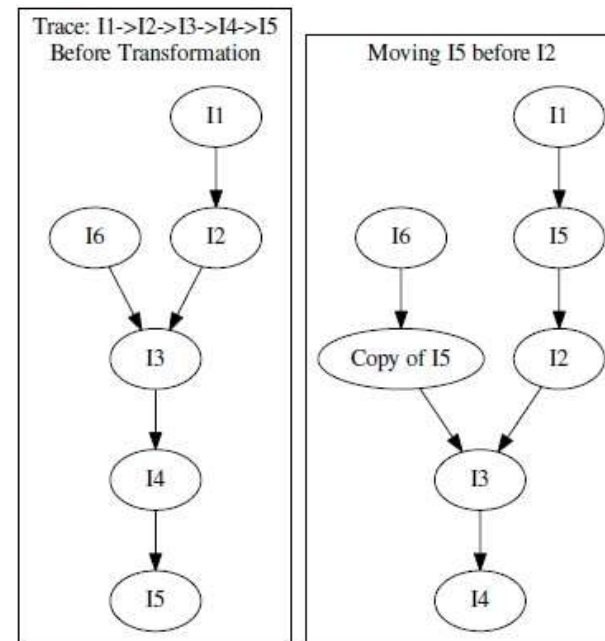 Trace: I1->I2->I3->I4->I5
Before Transformation
I1
I6
I2
I3
I4
I5
Moving I5 before I2
I1
I6
I5
Copy of I5
I2
I3
I4